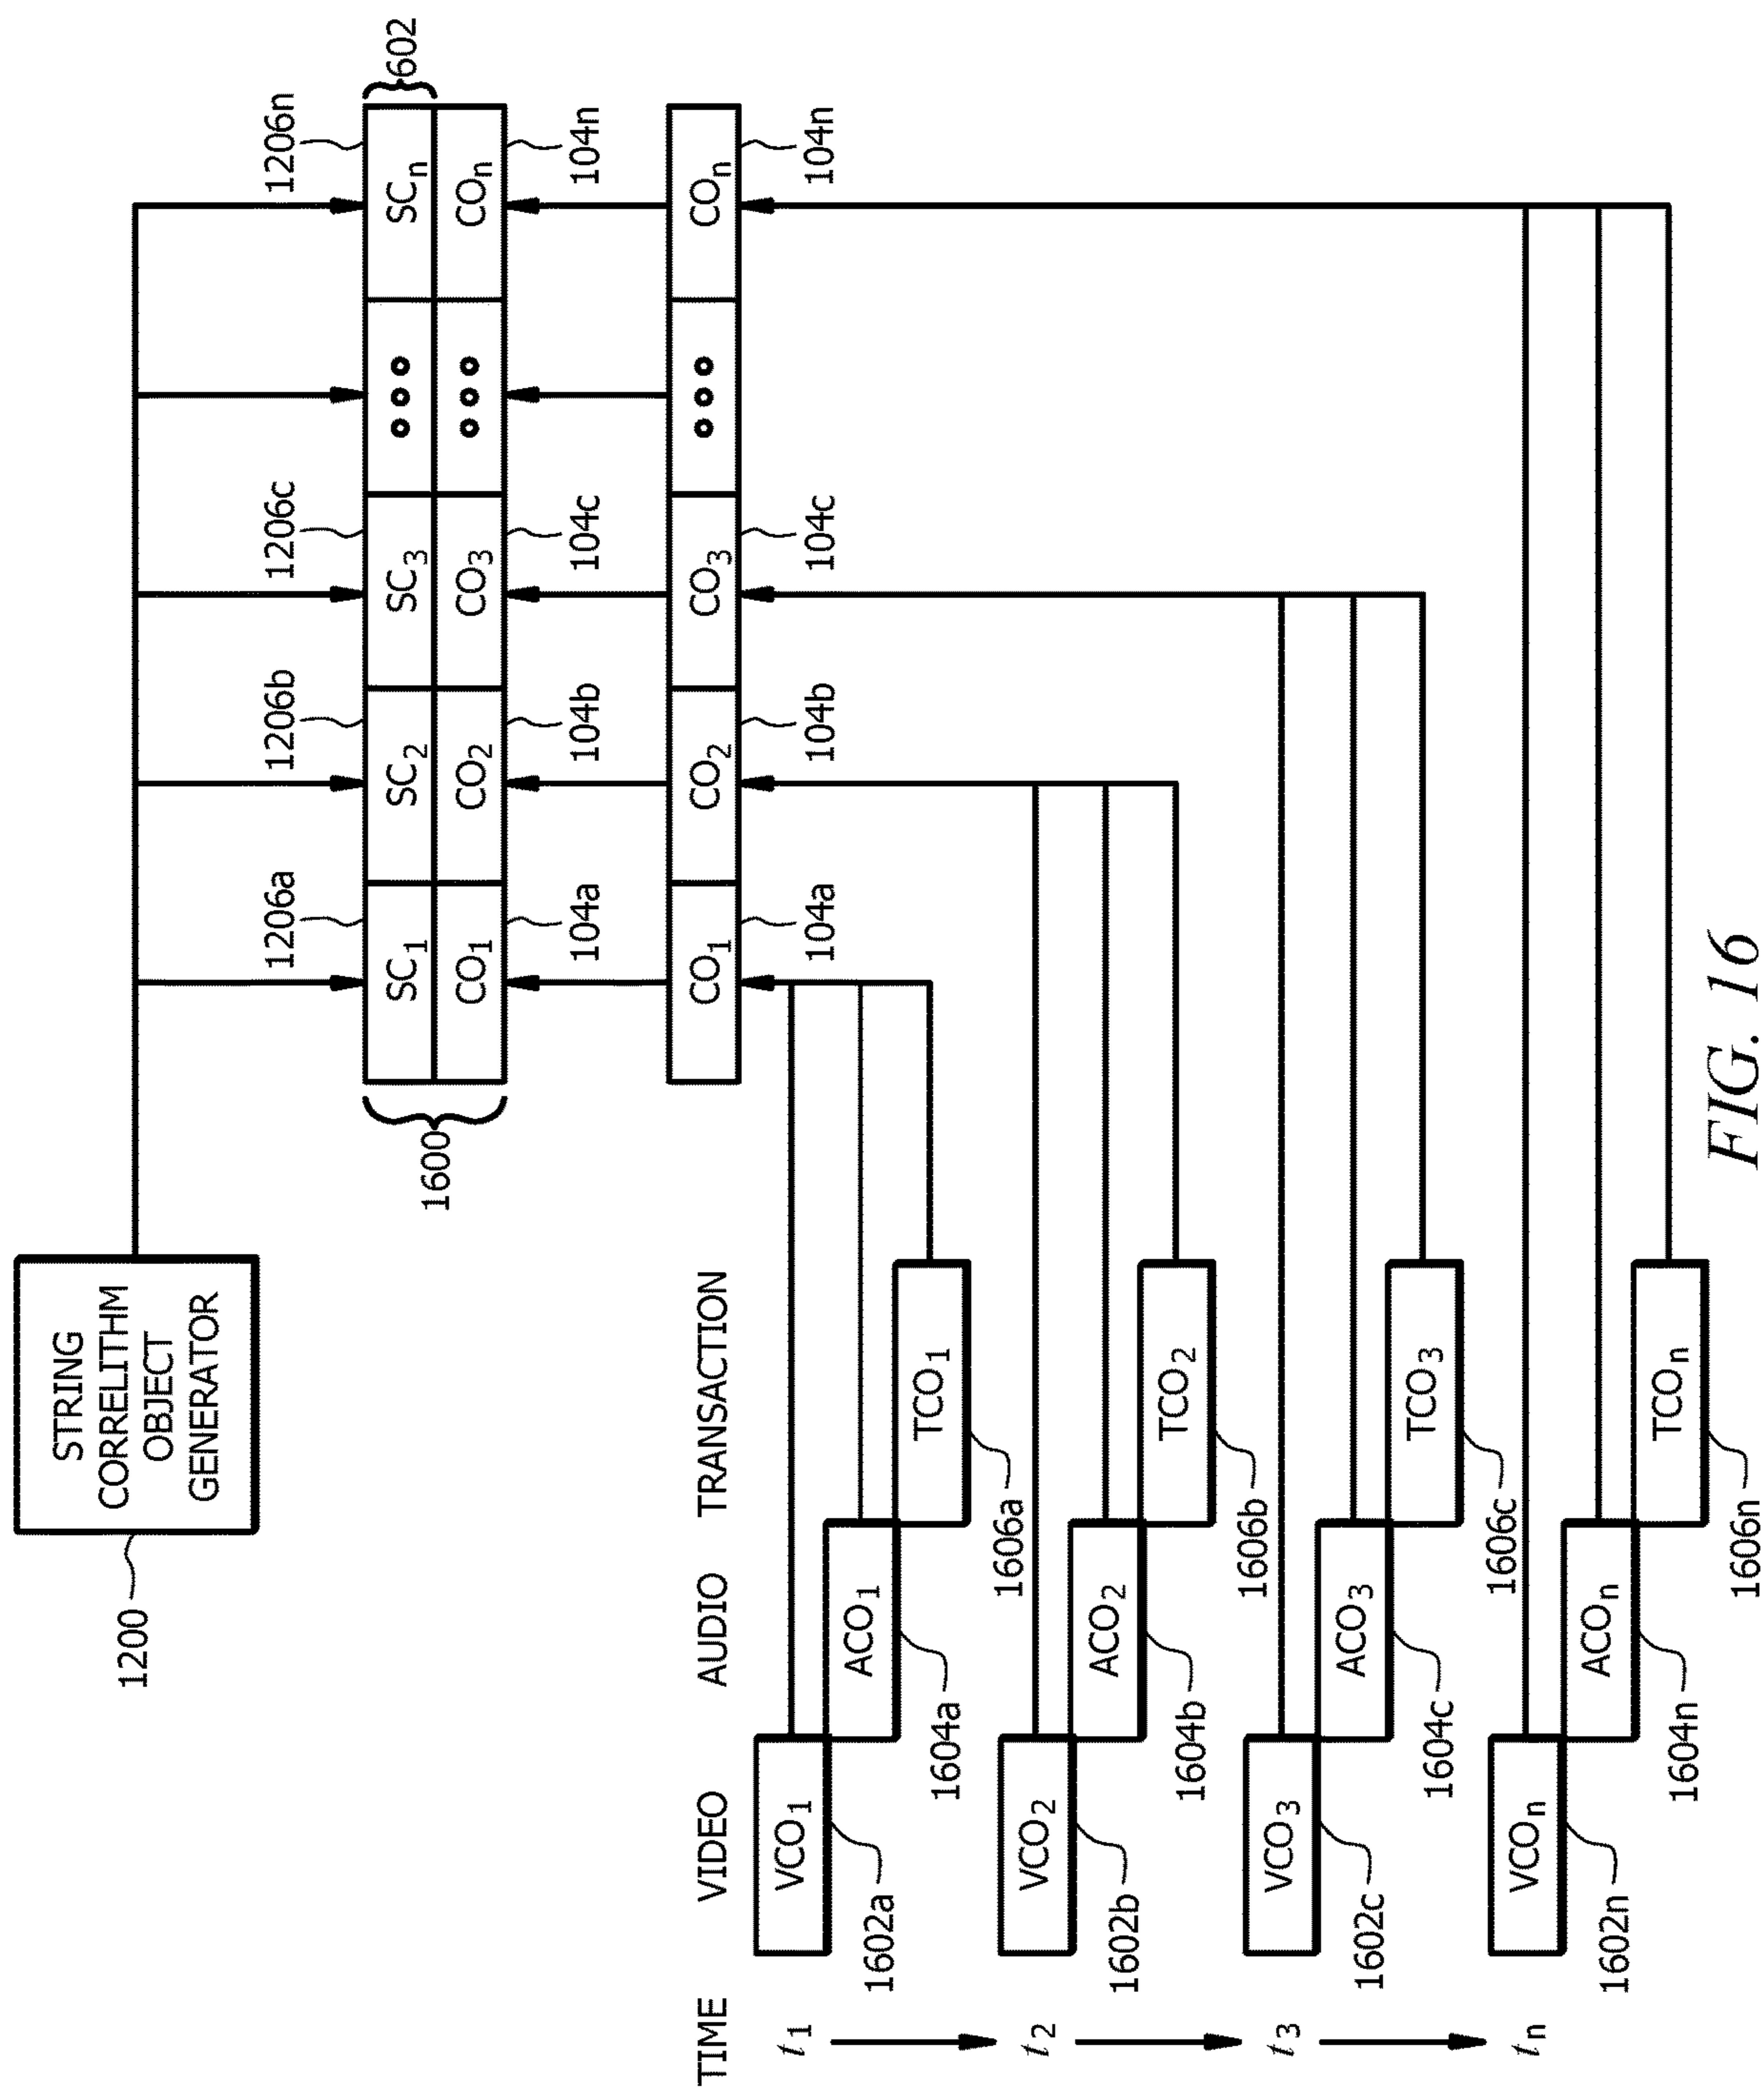 STRING
CORRELITHM
OBJECT
GENERATOR
1200
1206a 1206b 1206c 1206n
602
SC1 SC2 SC3 SCn
CO1 CO2 CO3 COn
1600
104a 104b 104c 104n
CO1 CO2 CO3 COn
104a 104b 104c 104n
TIME VIDEO AUDIO TRANSACTION
t1 VCO1
ACO1
1602a
TCO1
1604a
1606a
t2 VCO2
ACO2
1602b
TCO2
1604b
1606b
t3 VCO3
ACO3
1602c
TCO3
1604c
1606c
tn VCOn
ACOn
1602n
TCOn
1604n
1606n
FIG. 16